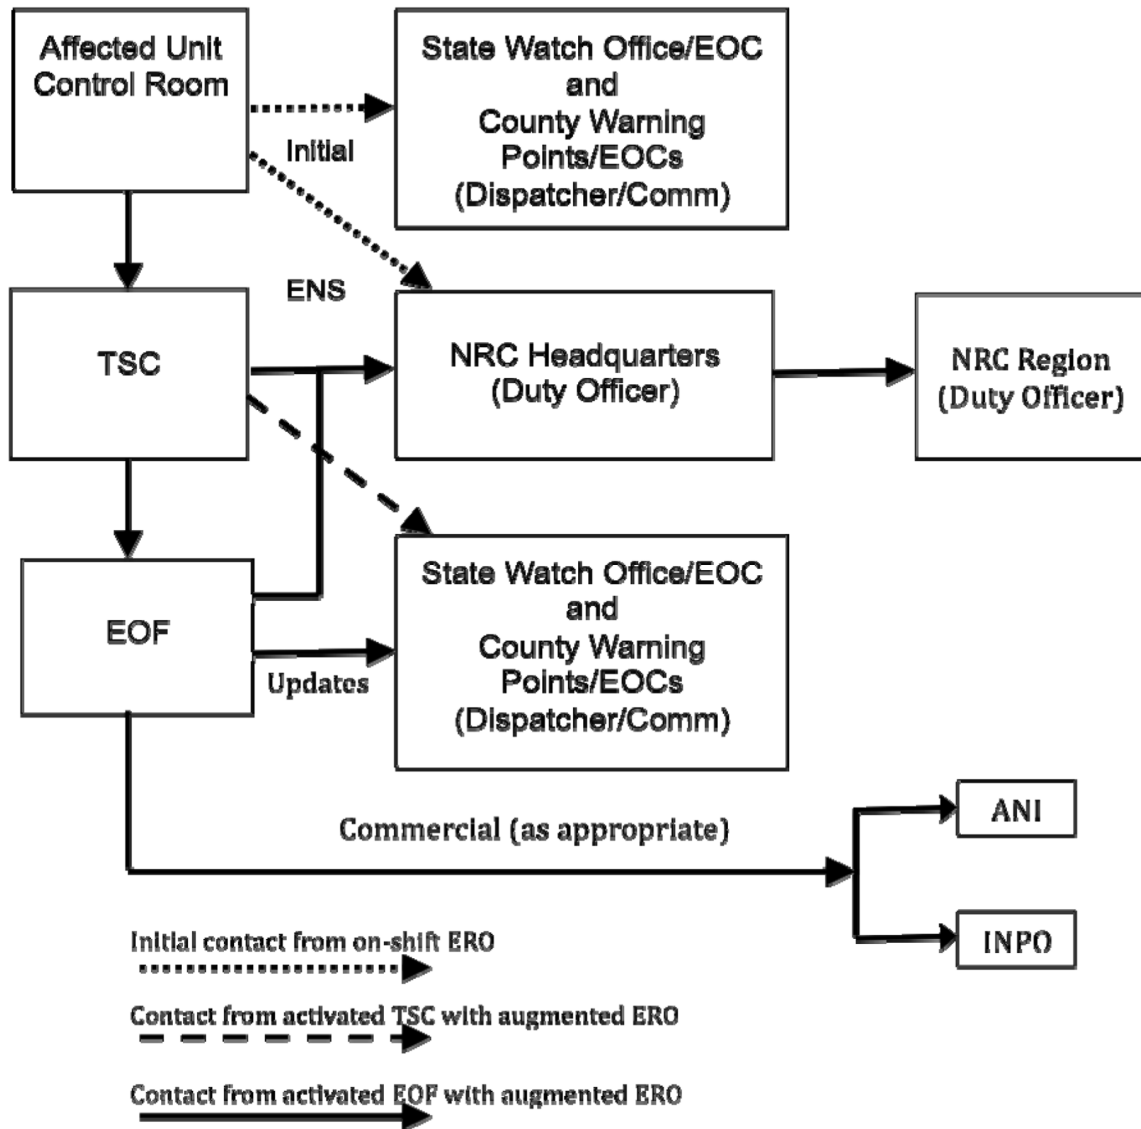 Affected Unit
Control Room
State Watch Office/EOC
and
County Warning
Points/EOCs
(Dispatcher/Comm)
Initial
ENS
TSC
NRC Headquarters
(Duty Officer)
NRC Region
(Duty Officer)
EOF
Updates
State Watch Office/EOC
and
County Warning
Points/EOCs
(Dispatcher/Comm)
Commercial (as appropriate)
ANI
INPO
Initial contact from on-shift ERO
Contact from activated TSC with augmented ERO
Contact from activated EOF with augmented ERO